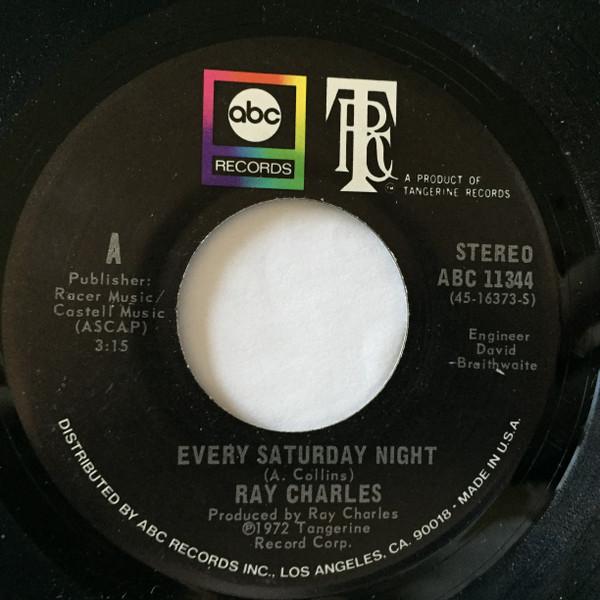 abc
RECORDS
TRC
™
A PRODUCT OF
TANGERINE RECORDS
A
Publisher:
Racer Music/
Castell Music
(ASCAP)
3:15
STEREO
ABC 11344
(45-16373-S)
Engineer
David
Braithwaite
EVERY SATURDAY NIGHT
(A. Collins)
RAY CHARLES
Produced by Ray Charles
℗1972 Tangerine
Record Corp.
DISTRIBUTED BY ABC RECORDS INC., LOS ANGELES, CA. 90018 • MADE IN U.S.A.